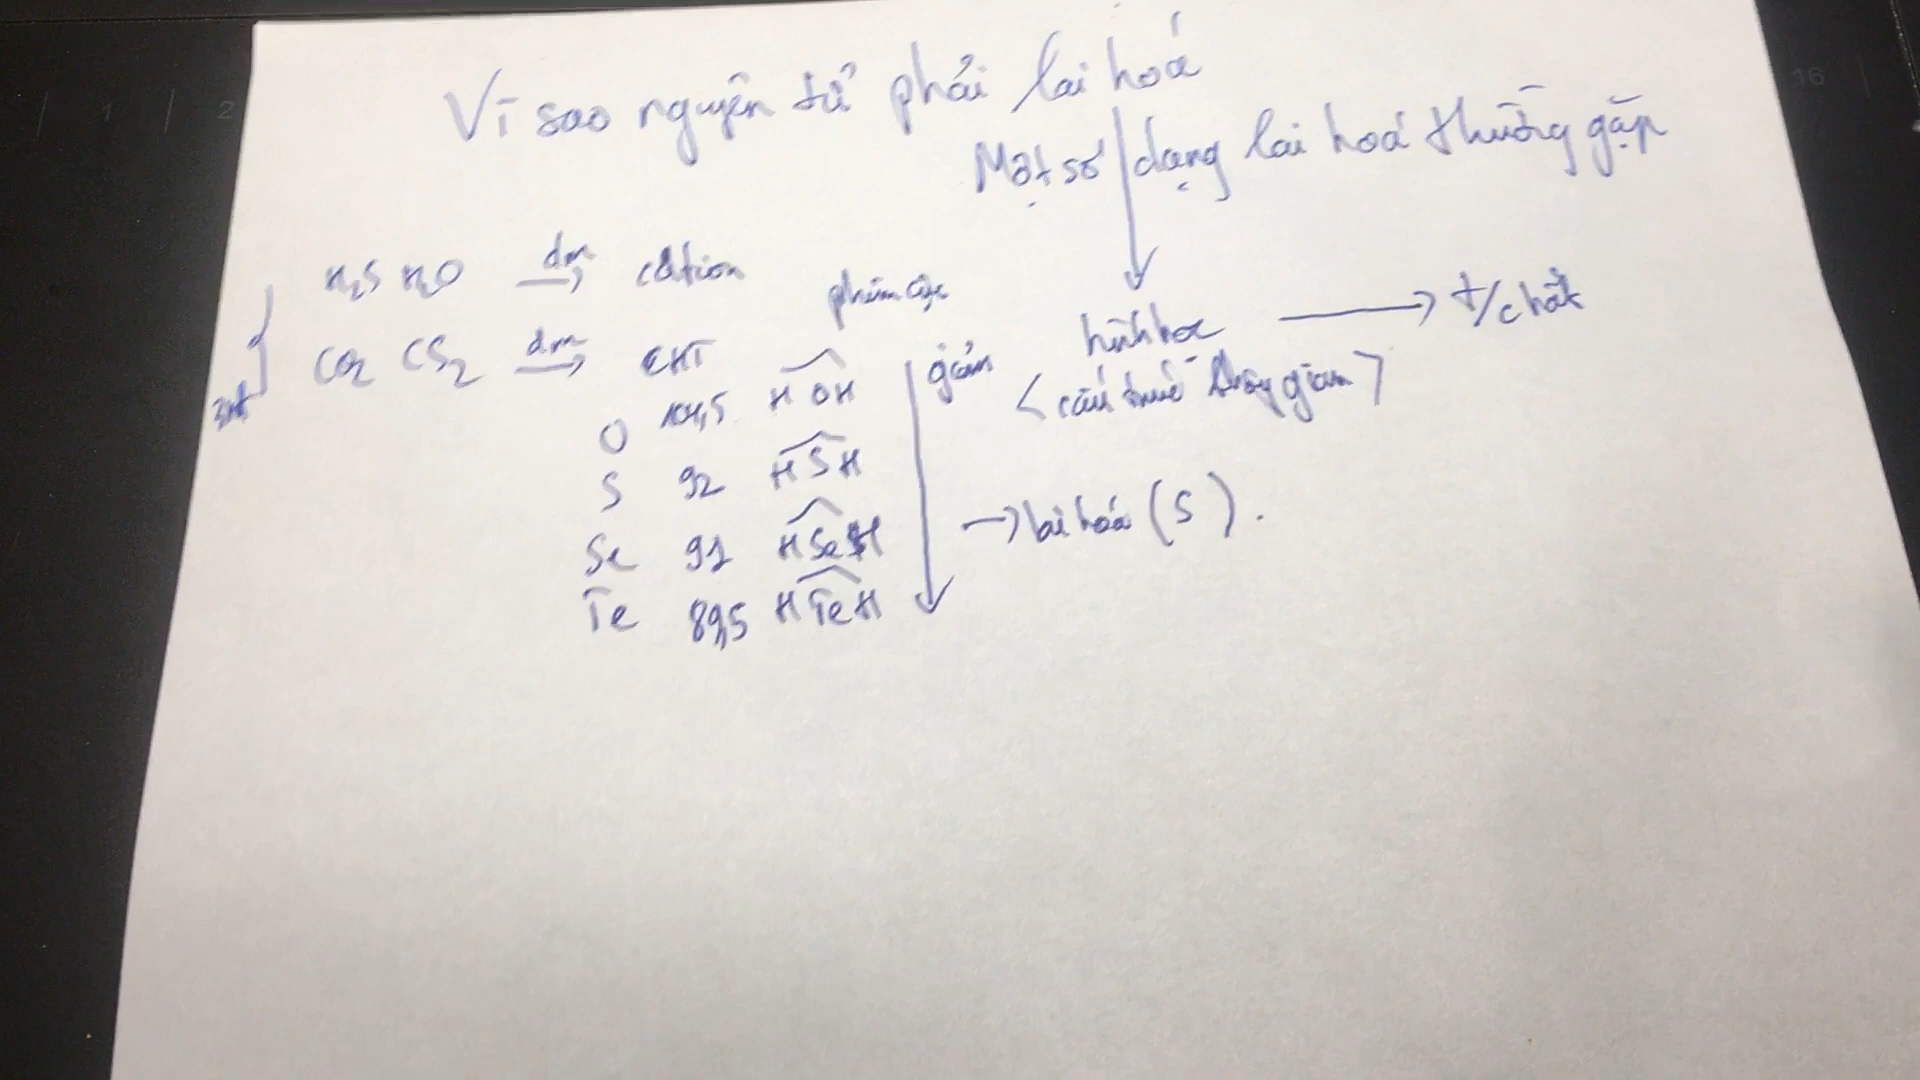 Vì sao nguyên tử phải lai hoá
Một số dạng lai hoá thường gặp
H2S H2O dm→ cation
phân cực
CO2 CS2 dm→
giảm
hình học → t/chất
O 104,5 HOH
S 92 HSH
Se 91 HSeH
→ lai hoá (S).
Te 89,5 HTeH